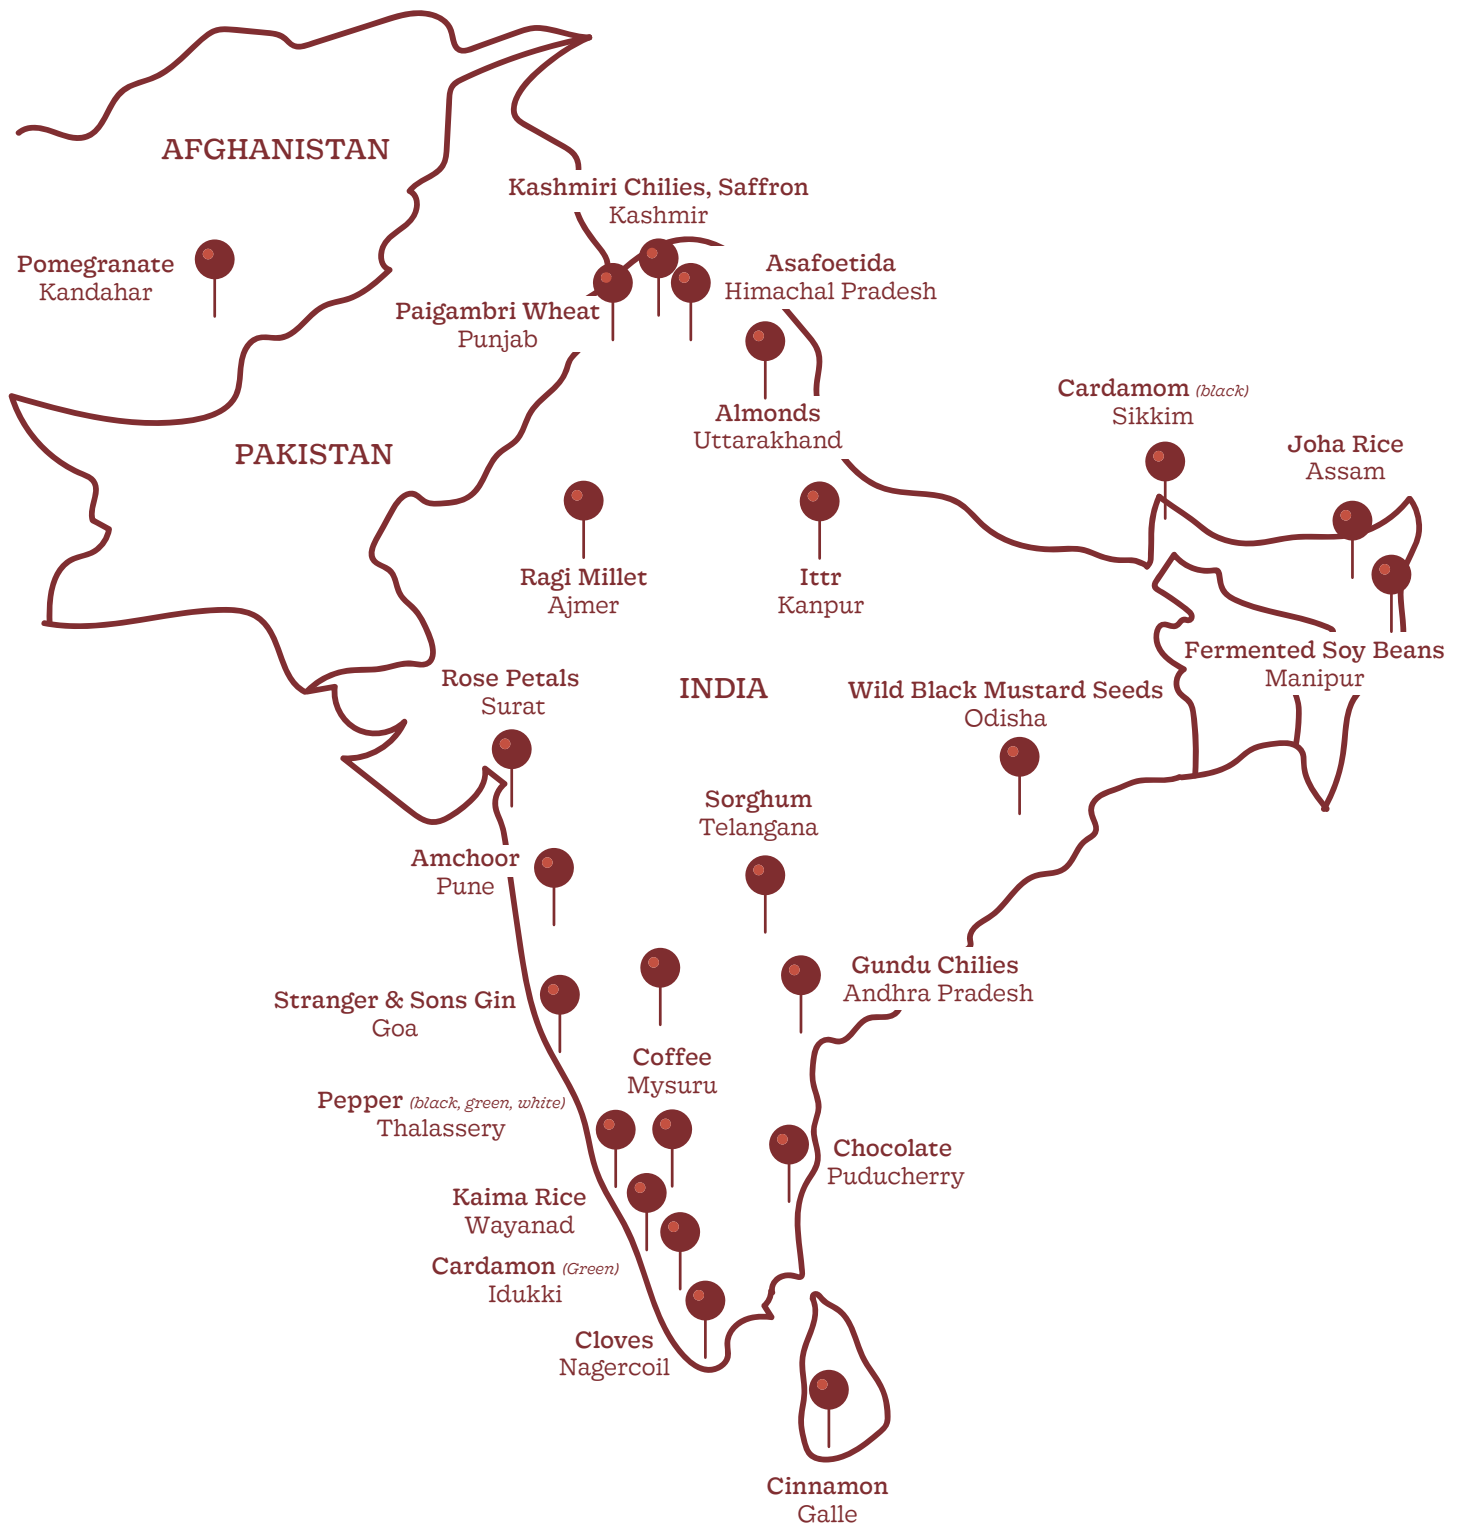 AFGHANISTAN
Kashmiri Chilies, Saffron
Kashmir
Pomegranate
Kandahar
Asafoetida
Himachal Pradesh
Paigambri Wheat
Punjab
Almonds
Uttarakhand
Cardamom (black)
Sikkim
PAKISTAN
Joha Rice
Assam
Ragi Millet
Ajmer
Ittr
Kanpur
Fermented Soy Beans
Manipur
Rose Petals
Surat
INDIA
Wild Black Mustard Seeds
Odisha
Sorghum
Telangana
Amchoor
Pune
Gundu Chilies
Andhra Pradesh
Stranger & Sons Gin
Goa
Coffee
Mysuru
Pepper (black, green, white)
Thalassery
Chocolate
Puducherry
Kaima Rice
Wayanad
Cardamon (Green)
Idukki
Cloves
Nagercoil
Cinnamon
Galle